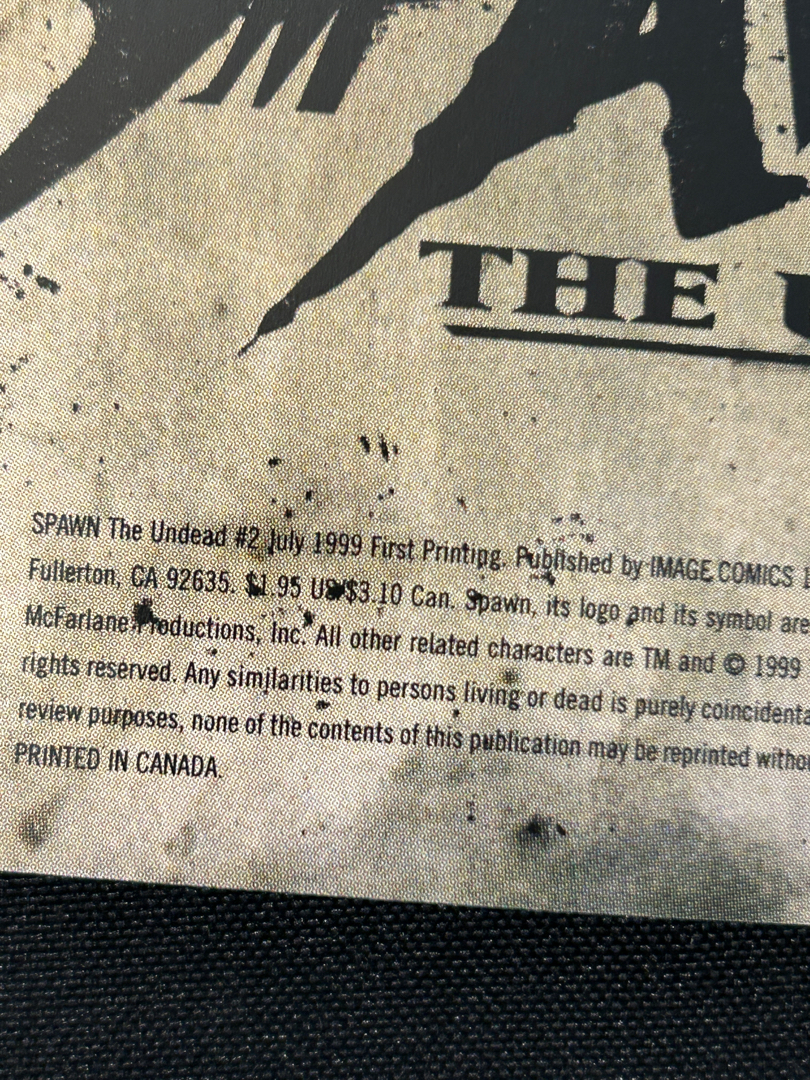 THE
SPAWN The Undead #2 July 1999 First Printing. Published by IMAGE COMICS
Fullerton, CA 92635. $1.95 US/$3.10 Can. Spawn, its logo and its symbol are
McFarlane Productions, Inc. All other related characters are TM and © 1999
rights reserved. Any similarities to persons living or dead is purely coincidenta
review purposes, none of the contents of this publication may be reprinted witho
PRINTED IN CANADA.